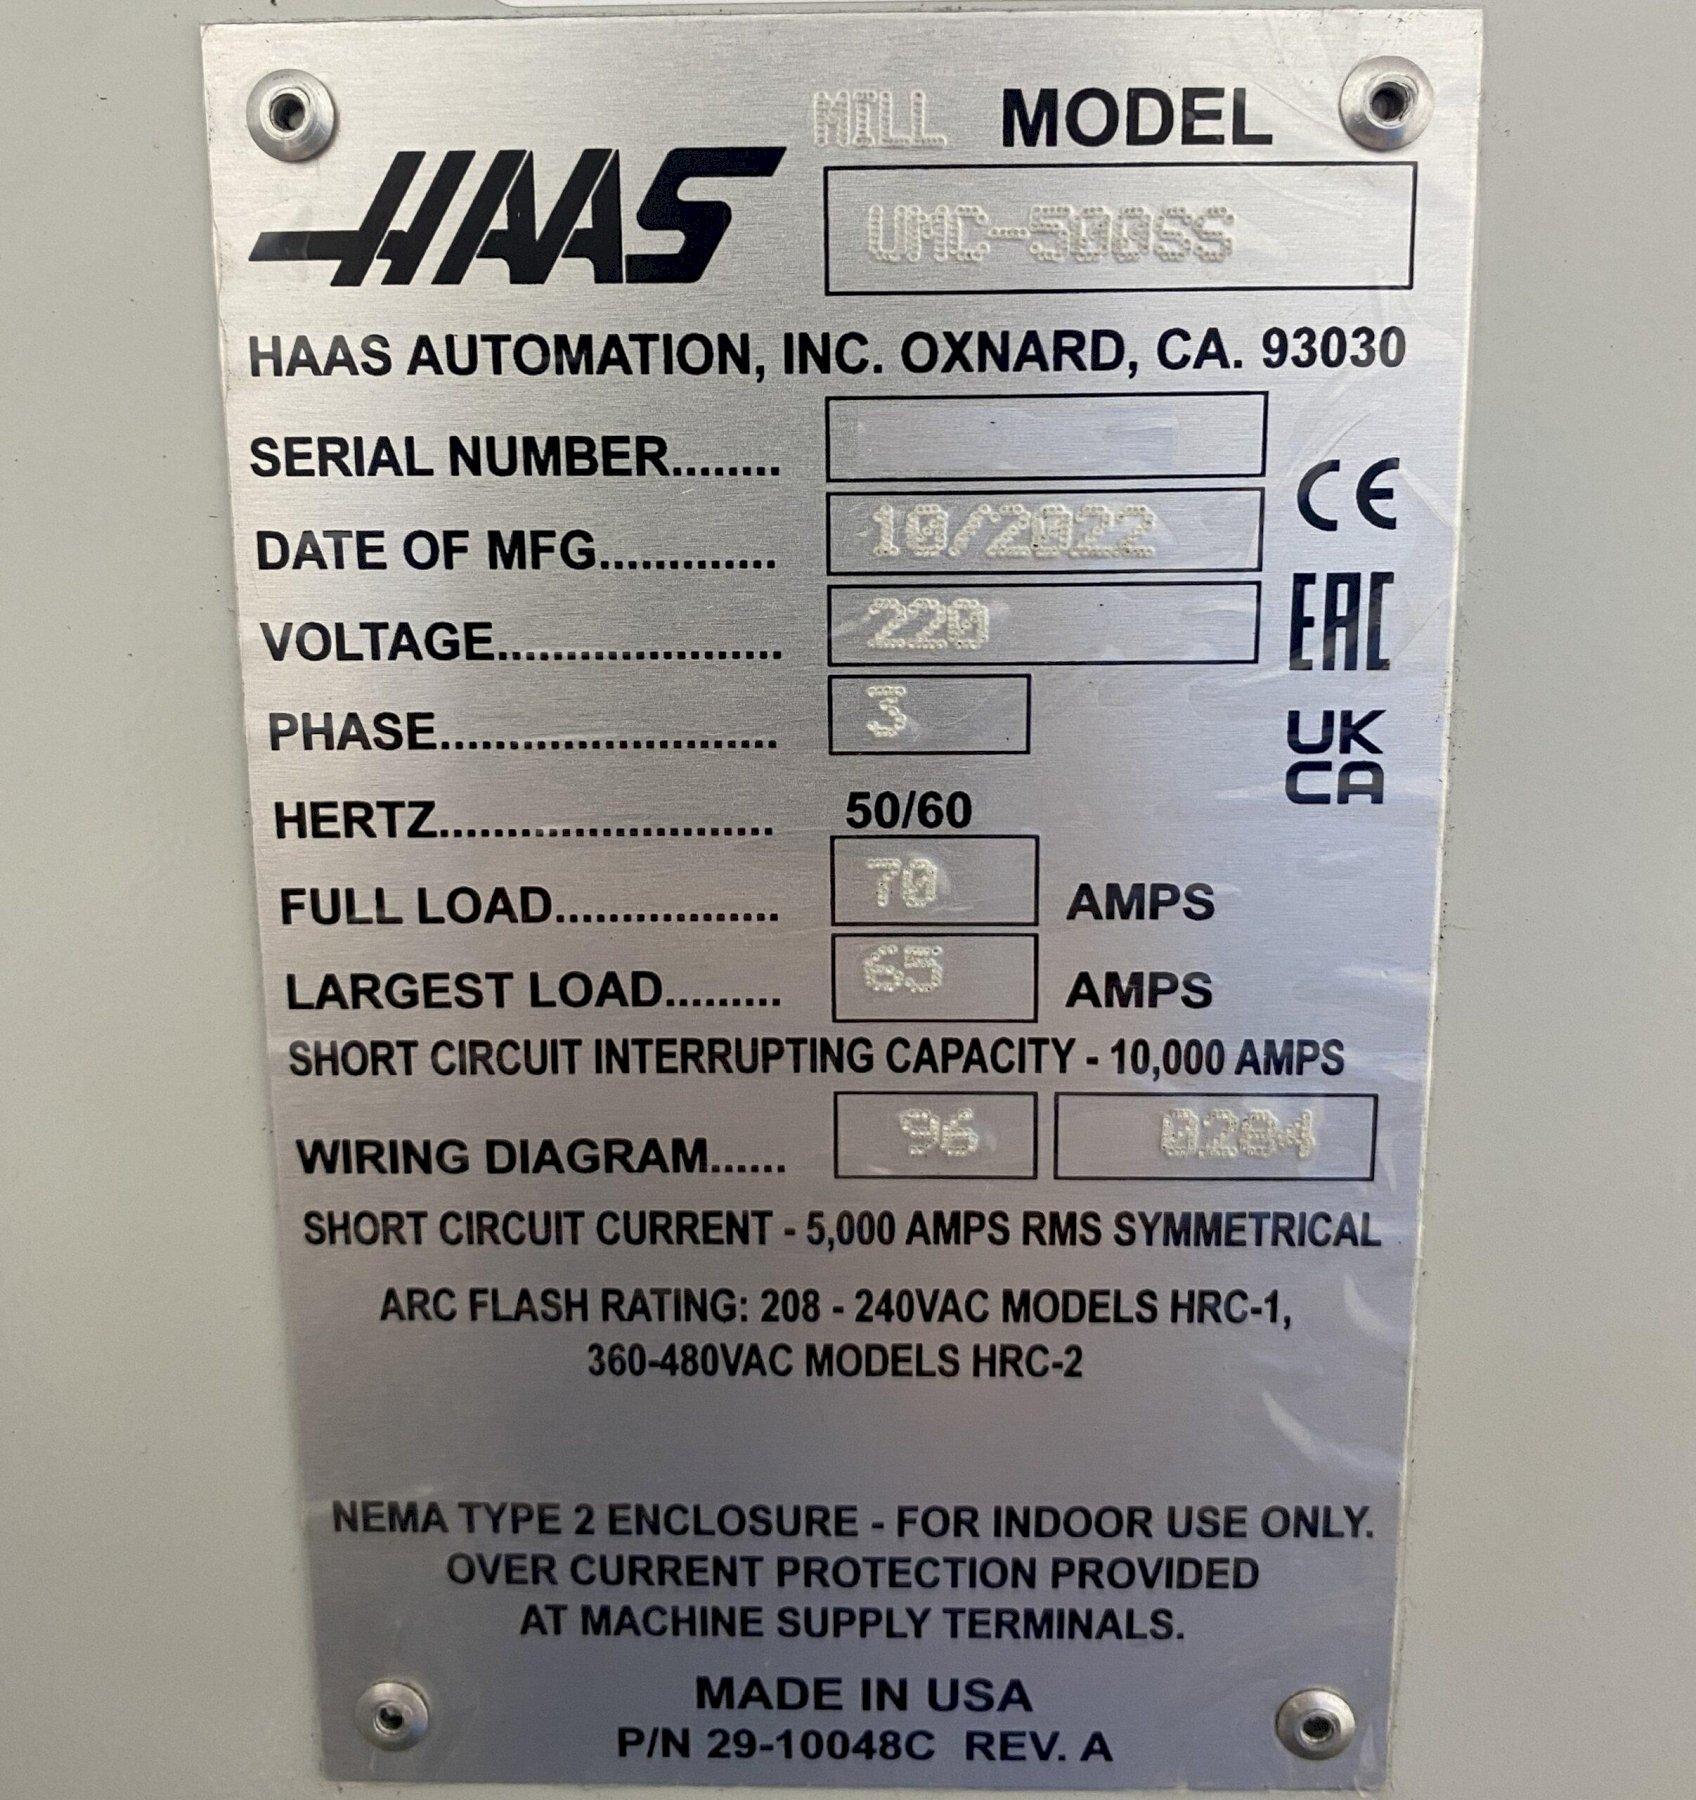 MILL MODEL
HAAS
UMC-500SS
HAAS AUTOMATION, INC. OXNARD, CA. 93030
SERIAL NUMBER........
DATE OF MFG............. 10/2022
VOLTAGE..................... 220
PHASE......................... 3
HERTZ......................... 50/60
FULL LOAD................. 70 AMPS
LARGEST LOAD......... 65 AMPS
SHORT CIRCUIT INTERRUPTING CAPACITY - 10,000 AMPS
WIRING DIAGRAM...... 96 0284
SHORT CIRCUIT CURRENT - 5,000 AMPS RMS SYMMETRICAL
ARC FLASH RATING: 208 - 240VAC MODELS HRC-1,
360-480VAC MODELS HRC-2
NEMA TYPE 2 ENCLOSURE - FOR INDOOR USE ONLY.
OVER CURRENT PROTECTION PROVIDED
AT MACHINE SUPPLY TERMINALS.
MADE IN USA
P/N 29-10048C REV. A
CE
EAC
UK
CA